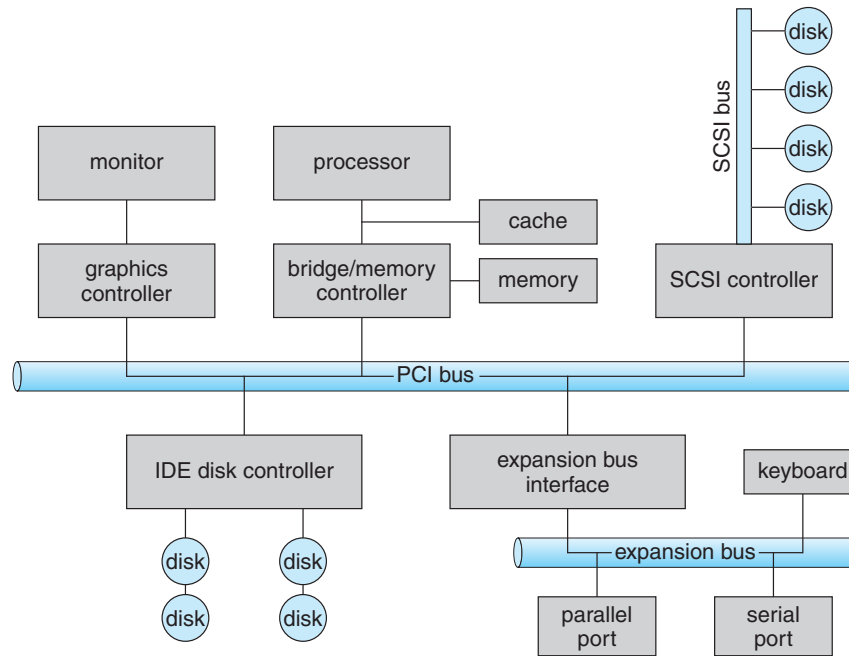 disk
disk
disk
disk
SCSI bus
monitor
processor
cache
graphics
controller
bridge/memory
controller
memory
SCSI controller
PCI bus
IDE disk controller
expansion bus
interface
keyboard
disk
disk
disk
disk
expansion bus
parallel
port
serial
port